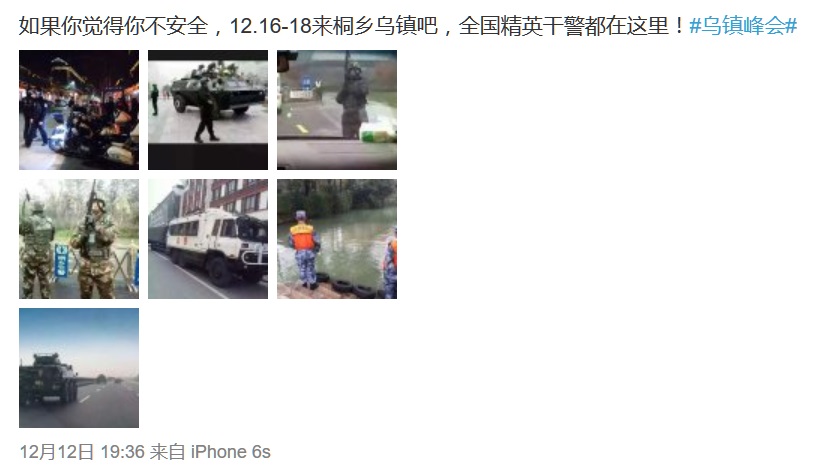 如果你觉得你不安全，12.16-18来桐乡乌镇吧，全国精英干警都在这里！#乌镇峰会#
12月12日 19:36 来自 iPhone 6s